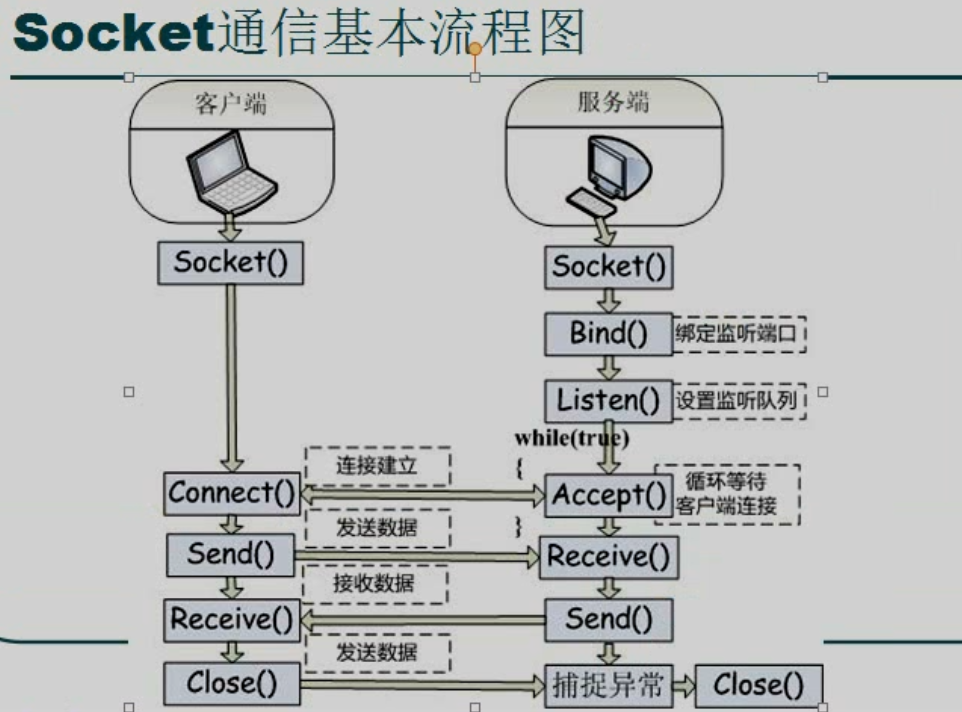 Socket通信基本流程图
客户端
服务端
Socket()
Socket()
Bind()
绑定监听端口
Listen()
设置监听队列
while(true)
{
连接建立
Connect()
Accept()
循环等待
客户端连接
}
发送数据
Send()
Receive()
接收数据
Receive()
Send()
发送数据
Close()
捕捉异常
Close()